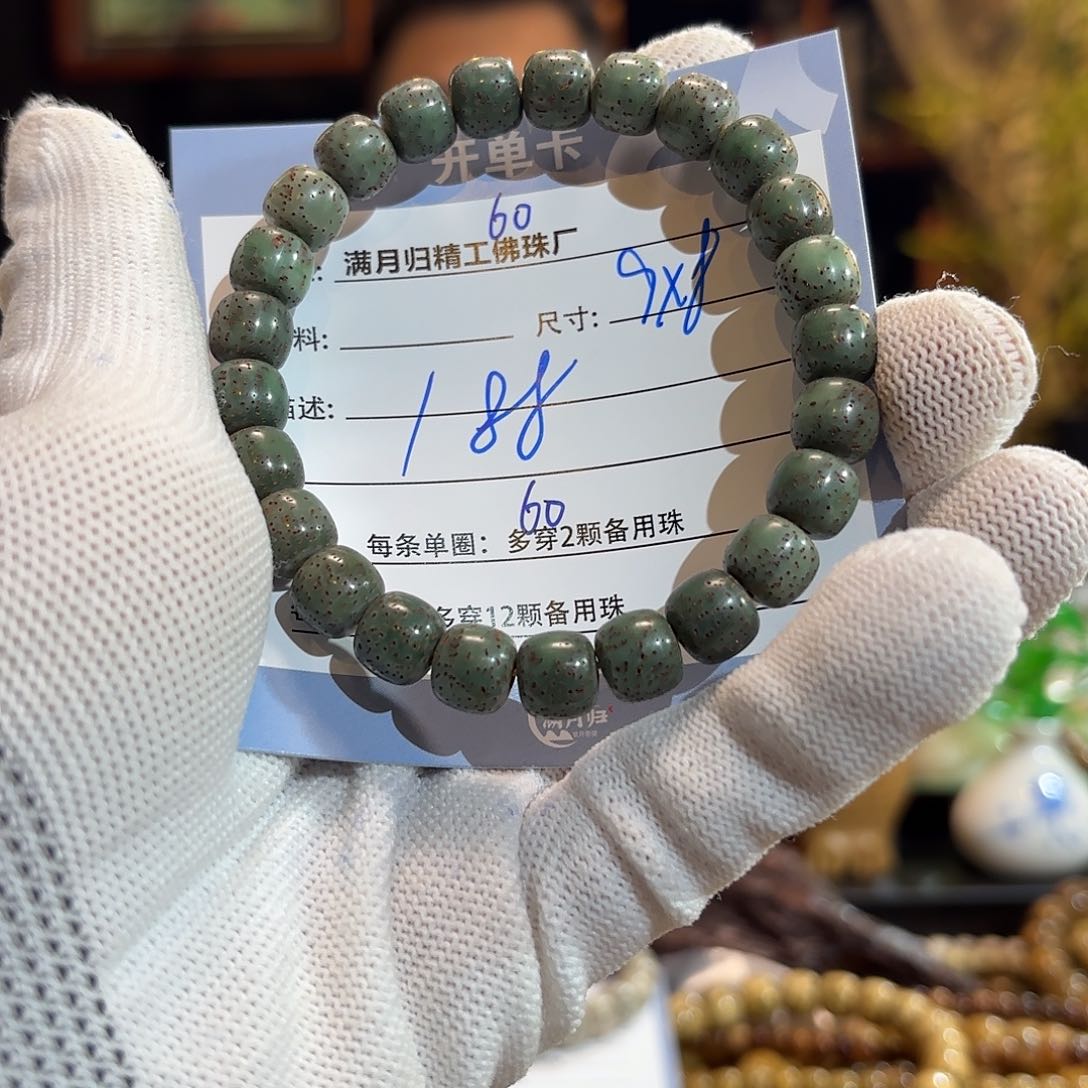 开单卡
60
满月归精工佛珠厂
料:
尺寸: 9x8
描述: 188
60
每条单圈: 多穿2颗备用珠
多穿12颗备用珠
满月归